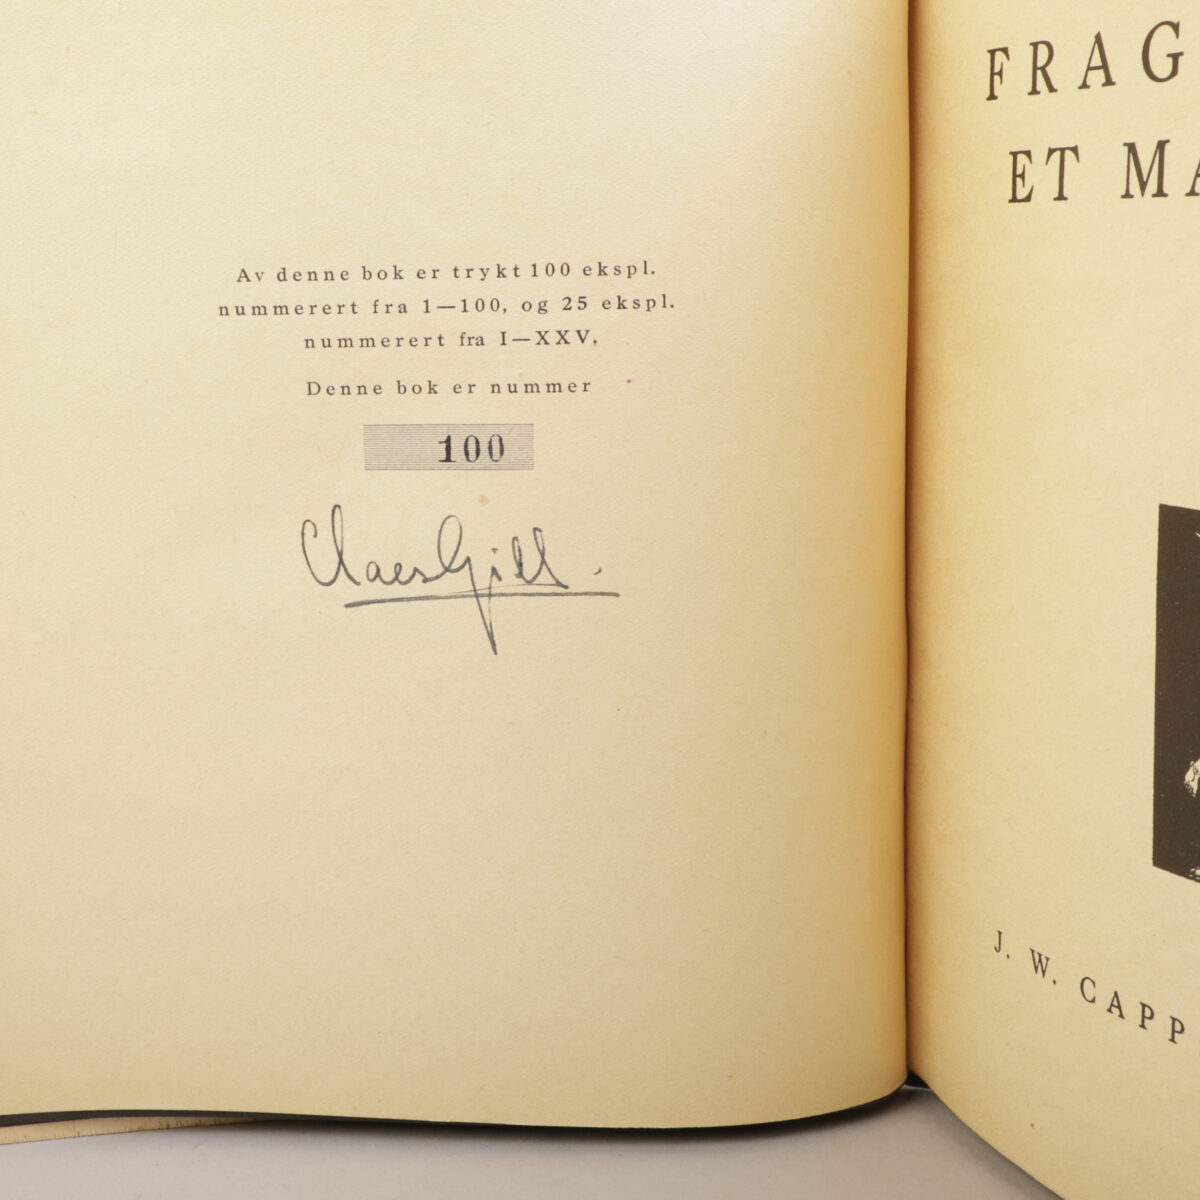 Av denne bok er trykt 100 ekspl.
nummerert fra 1—100, og 25 ekspl.
nummerert fra I—XXV.
Denne bok er nummer
100
Claes Gill.
FRAG
ET MA
J. W. CAPP